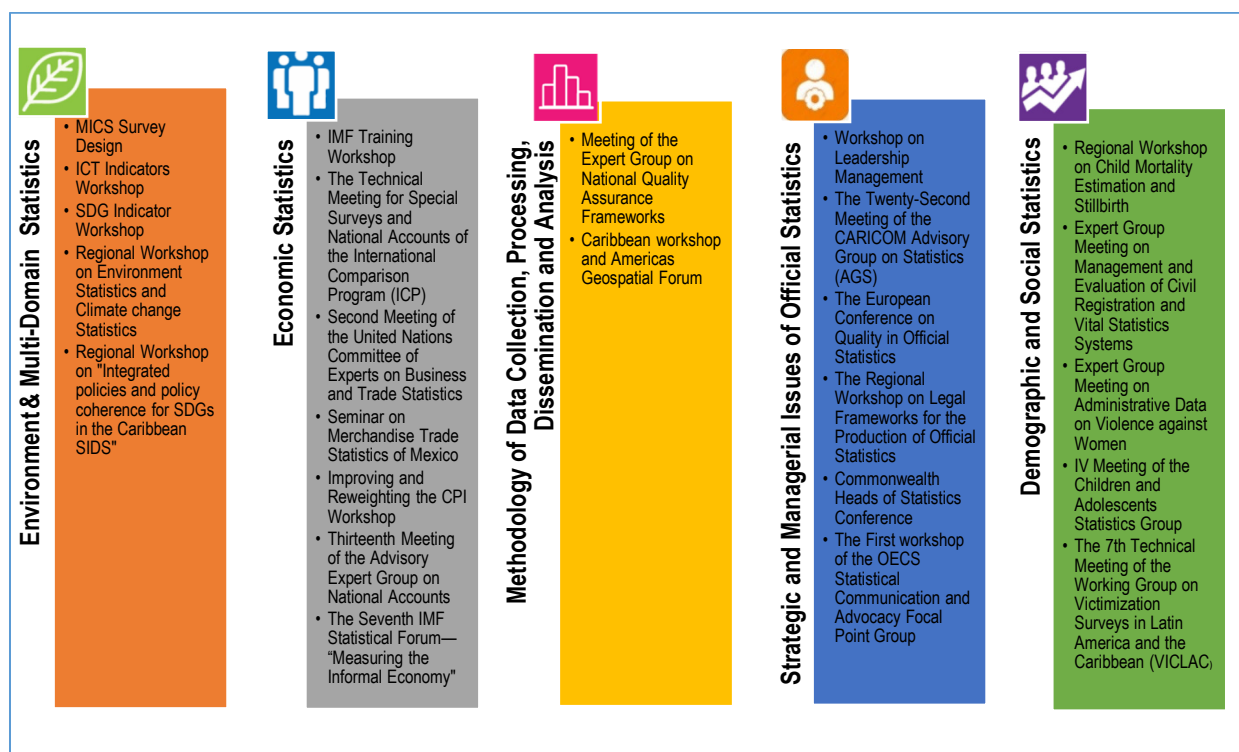 Environment & Multi-Domain Statistics
• MICS Survey
Design
• ICT Indicators
Workshop
• SDG Indicator
Workshop
• Regional Workshop
on Environment
Statistics and
Climate change
Statistics
• Regional Workshop
on "Integrated
policies and policy
coherence for SDGs
in the Caribbean
SIDS"
Economic Statistics
• IMF Training
Workshop
• The Technical
Meeting for Special
Surveys and
National Accounts of
the International
Comparison
Program (ICP)
• Second Meeting of
the United Nations
Committee of
Experts on Business
and Trade Statistics
• Seminar on
Merchandise Trade
Statistics of Mexico
• Improving and
Reweighting the CPI
Workshop
• Thirteenth Meeting
of the Advisory
Expert Group on
National Accounts
• The Seventh IMF
Statistical Forum—
“Measuring the
Informal Economy"
Methodology of Data Collection, Processing,
Dissemination and Analysis
• Meeting of the
Expert Group on
National Quality
Assurance
Frameworks
• Caribbean workshop
and Americas
Geospatial Forum
Strategic and Managerial Issues of Official Statistics
• Workshop on
Leadership
Management
• The Twenty-Second
Meeting of the
CARICOM Advisory
Group on Statistics
(AGS)
• The European
Conference on
Quality in Official
Statistics
• The Regional
Workshop on Legal
Frameworks for the
Production of Official
Statistics
• Commonwealth
Heads of Statistics
Conference
• The First workshop
of the OECS
Statistical
Communication and
Advocacy Focal
Point Group
Demographic and Social Statistics
• Regional Workshop
on Child Mortality
Estimation and
Stillbirth
• Expert Group
Meeting on
Management and
Evaluation of Civil
Registration and
Vital Statistics
Systems
• Expert Group
Meeting on
Administrative Data
on Violence against
Women
• IV Meeting of the
Children and
Adolescents
Statistics Group
• The 7th Technical
Meeting of the
Working Group on
Victimization
Surveys in Latin
America and the
Caribbean (VICLAC)